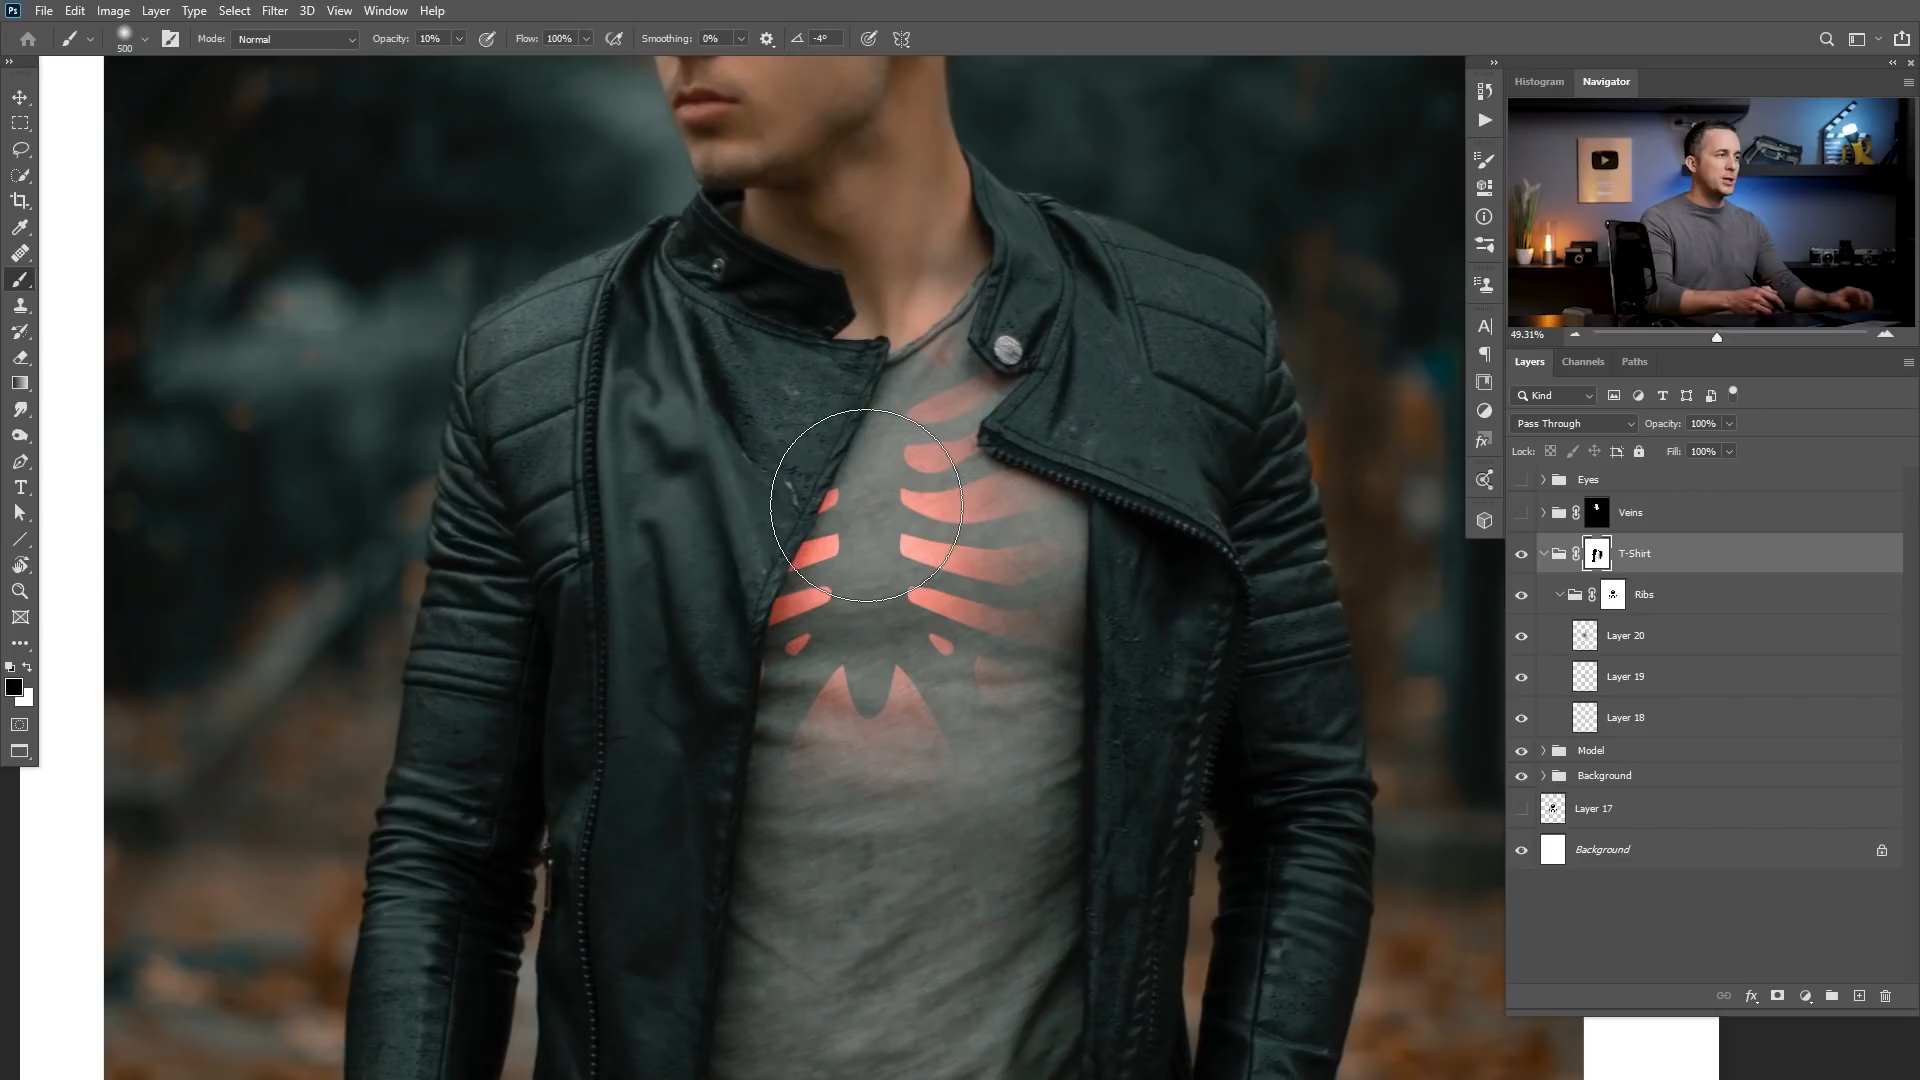 Ps File Edit Image Layer Type Select Filter 3D View Window Help
500 Mode: Normal Opacity: 10% Flow: 100% Smoothing: 0% -4°
Histogram Navigator
49.31%
Layers Channels Paths
Kind
Pass Through Opacity: 100%
Lock: Fill: 100%
Eyes
Veins
T-Shirt
Ribs
Layer 20
Layer 19
Layer 18
Model
Background
Layer 17
Background